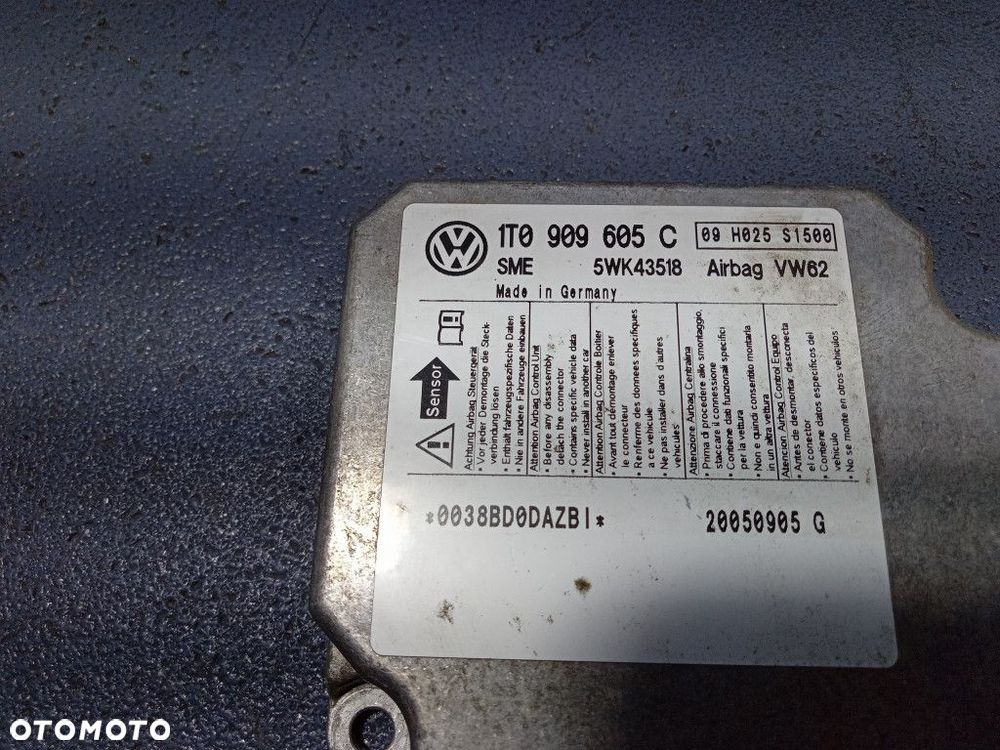 1T0 909 605 C
09 H025 S1500
SME 5WK43518 Airbag VW62
Made in Germany
Sensor
Achtung Airbag Steuergerät
• Vor jeder Demontage die Steck-
verbindung lösen
• Enthält fahrzeugspezifische Daten
• Nie in andere Fahrzeuge einbauen
Attention Airbag Control Unit
• Before any disassembly
detach the connector
• Contains specific vehicle data
• Never install in another car
Attention Airbag Controle Boitier
• Avant tout démontage enlever
le connecteur
• Renferme des donnees specifiques
a ce vehicule
• Ne pas installer dans d'autres
vehicules
Attenzione Airbag Centralina
• Prima di procedere allo smontaggio,
staccare il connessione
• Contiene dati funzionali specifici
per la vettura
• Non e quindi consentito montarla
in un altra vettura
Atencion Airbag Control Equipo
• Antes de desmontar, desconecta
el conector
• Contiene datos especificos del
vehiculo
• No se monte en otros vehiculos
*0038BD0DAZBI*
20050905 G
OTOMOTO